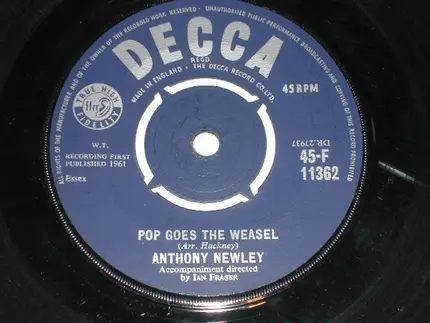 ALL RIGHTS OF THE MANUFACTURER AND OF THE OWNER OF THE RECORDED WORK RESERVED · UNAUTHORISED PUBLIC PERFORMANCE BROADCASTING AND COPYING OF THIS RECORD PROHIBITED
DECCA
REGD.
MADE IN ENGLAND · THE DECCA RECORD CO. LTD.
45 RPM
TRUE HIGH
ffrr
FIDELITY
W.T.
RECORDING FIRST
PUBLISHED 1961
Essex
DR.27937
45-F
11362
POP GOES THE WEASEL
(Arr. Hackney)
ANTHONY NEWLEY
Accompaniment directed
by IAN FRASER